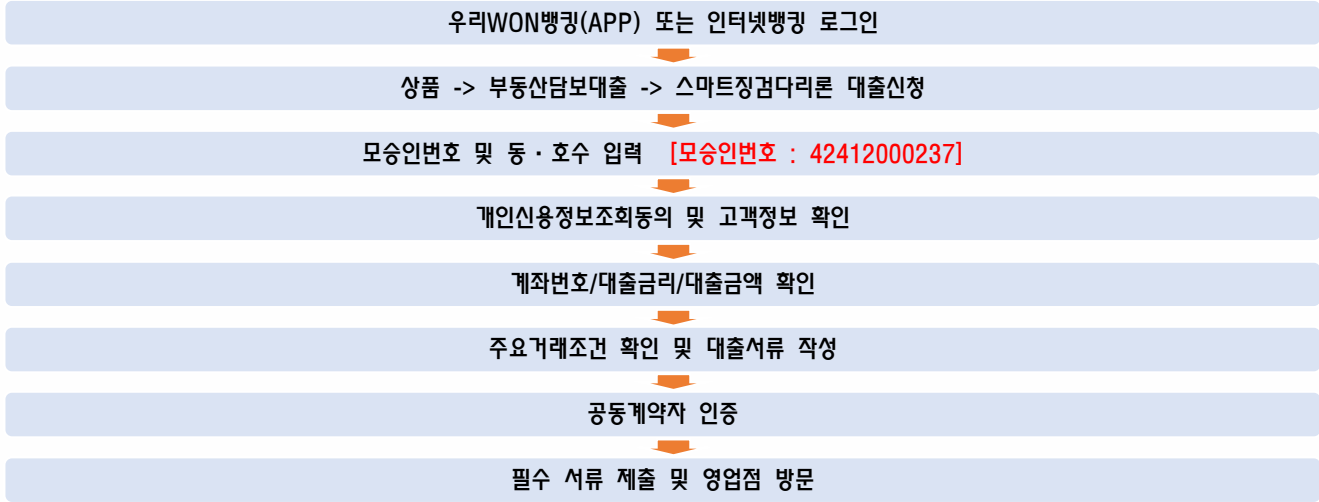 우리WON뱅킹(APP) 또는 인터넷뱅킹 로그인
상품 -> 부동산담보대출 -> 스마트징검다리론 대출신청
모승인번호 및 동·호수 입력 [모승인번호 : 42412000237]
개인신용정보조회동의 및 고객정보 확인
계좌번호/대출금리/대출금액 확인
주요거래조건 확인 및 대출서류 작성
공동계약자 인증
필수 서류 제출 및 영업점 방문